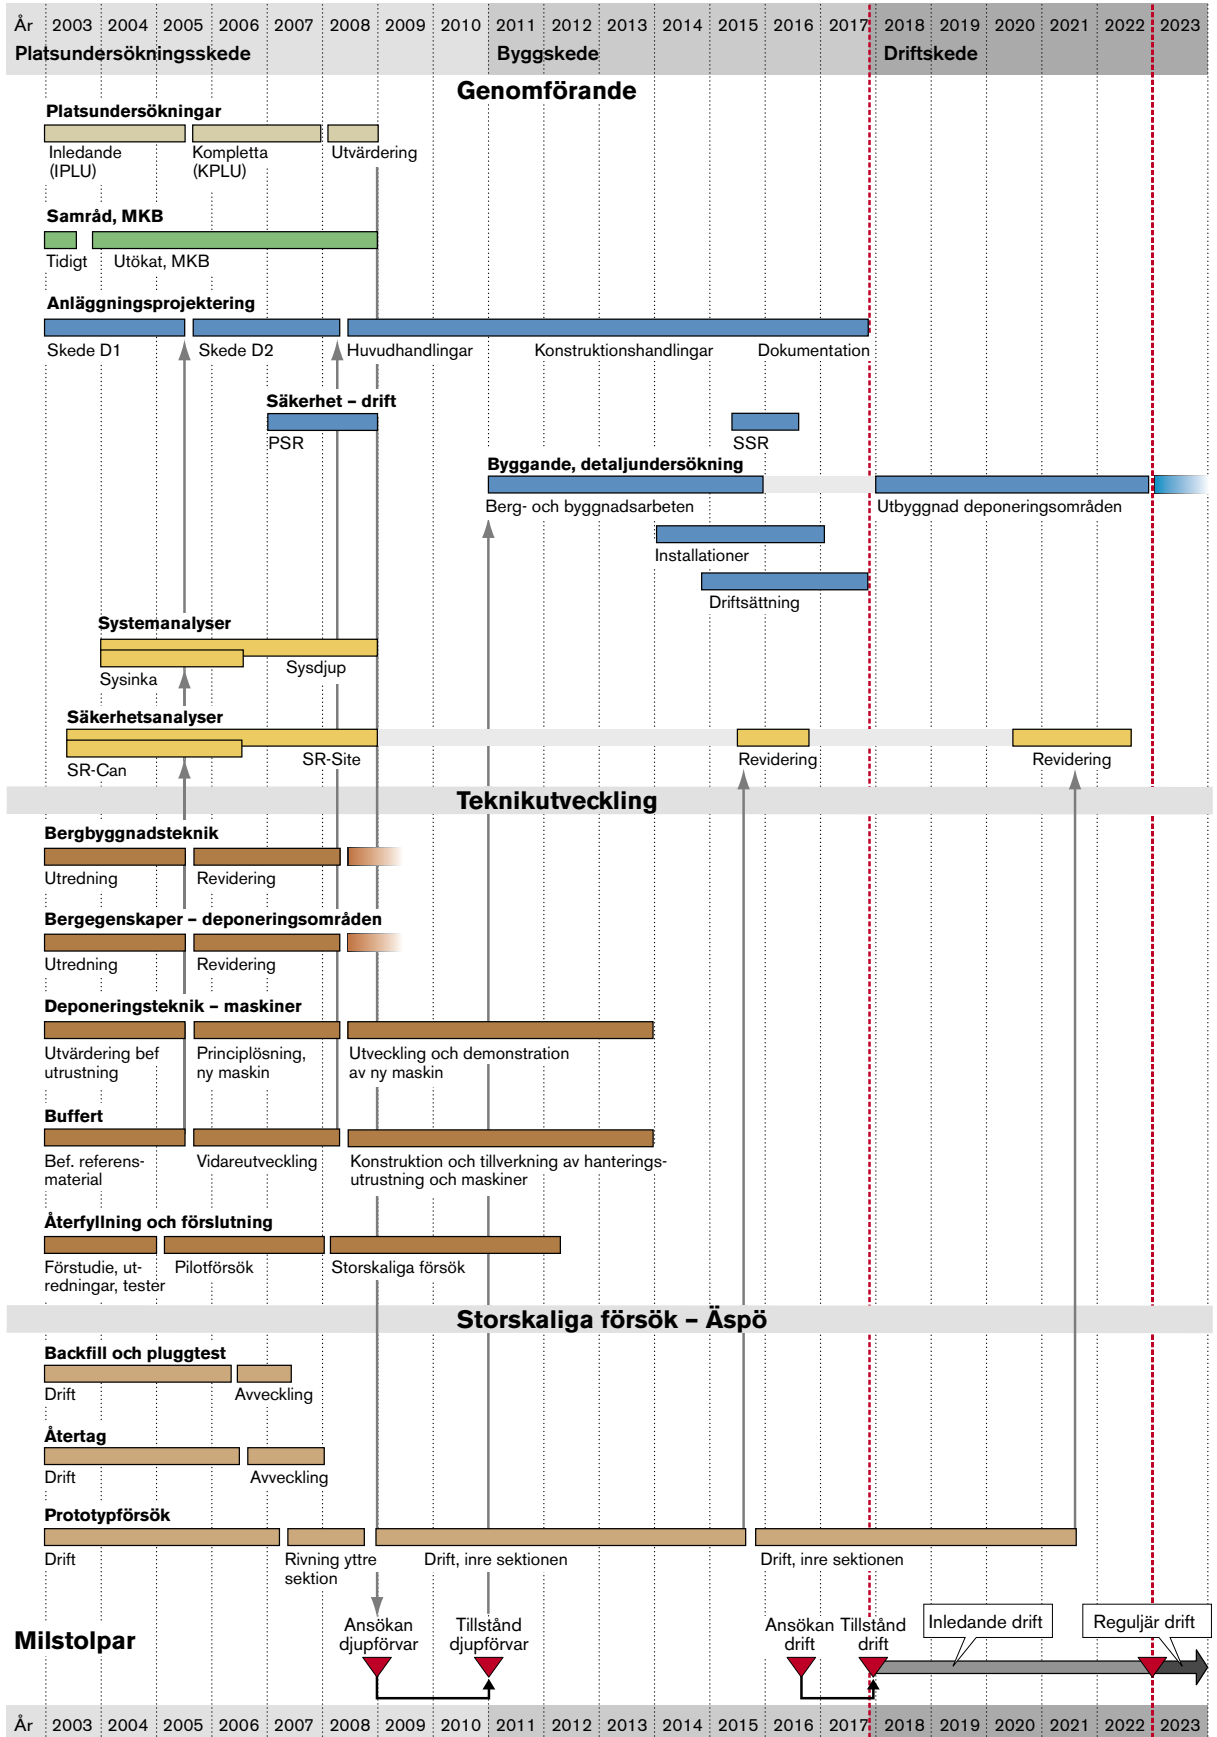 År 2003 2004 2005 2006 2007 2008 2009 2010 2011 2012 2013 2014 2015 2016 2017 2018 2019 2020 2021 2022 2023
Platsundersökningsskede Byggskede Driftskede
Genomförande
Platsundersökningar
Inledande
(IPLU)
Kompletta
(KPLU)
Utvärdering
Samråd, MKB
Tidigt Utökat, MKB
Anläggningsprojektering
Skede D1 Skede D2 Huvudhandlingar Konstruktionshandlingar Dokumentation
Säkerhet – drift
PSR SSR
Byggande, detaljundersökning
Berg- och byggnadsarbeten Utbyggnad deponeringsområden
Installationer
Driftsättning
Systemanalyser
Sysdjup
Sysinka
Säkerhetsanalyser
SR-Site Revidering Revidering
SR-Can
Teknikutveckling
Bergbyggnadsteknik
Utredning Revidering
Bergegenskaper – deponeringsområden
Utredning Revidering
Deponeringsteknik – maskiner
Utvärdering bef
utrustning
Principlösning,
ny maskin
Utveckling och demonstration
av ny maskin
Buffert
Bef. referens-
material
Vidareutveckling
Konstruktion och tillverkning av hanterings-
utrustning och maskiner
Återfyllning och förslutning
Förstudie, ut-
redningar, tester
Pilotförsök
Storskaliga försök
Storskaliga försök – Äspö
Backfill och pluggtest
Drift Avveckling
Återtag
Drift Avveckling
Prototypförsök
Drift
Rivning yttre
sektion
Drift, inre sektionen
Drift, inre sektionen
Milstolpar
Ansökan
djupförvar
Tillstånd
djupförvar
Ansökan
drift
Tillstånd
drift
Inledande drift
Reguljär drift
År 2003 2004 2005 2006 2007 2008 2009 2010 2011 2012 2013 2014 2015 2016 2017 2018 2019 2020 2021 2022 2023